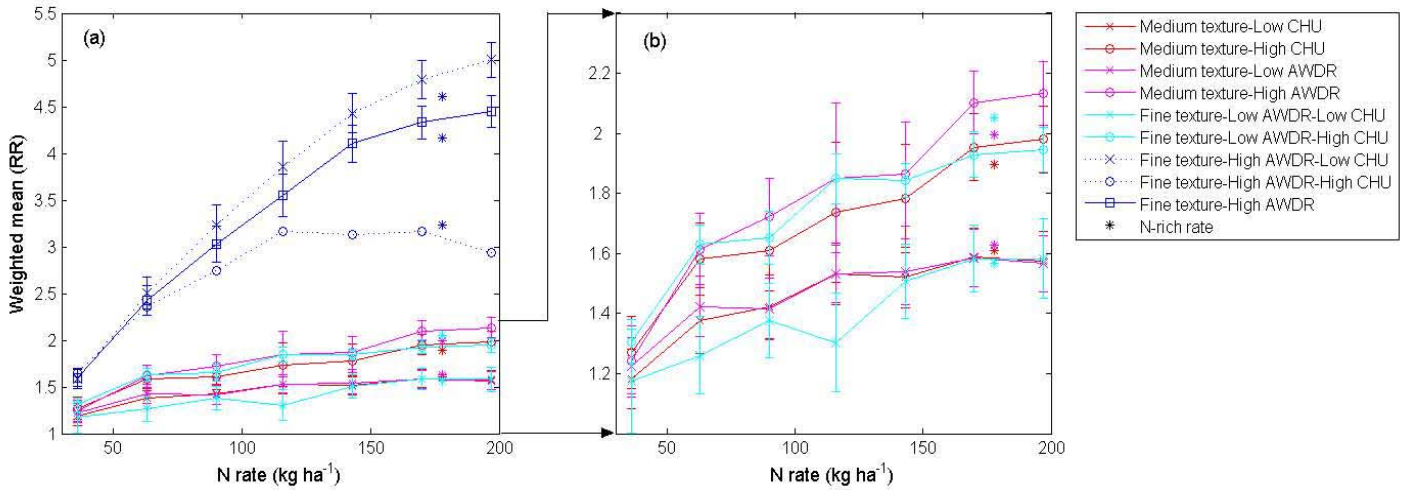 5.5
5
4.5
4
3.5
3
2.5
2
1.5
1
Weighted mean (RR)
(a)
50
100
150
200
N rate (kg ha-1)
2.2
2
1.8
1.6
1.4
1.2
(b)
50
100
150
200
N rate (kg ha-1)
Medium texture-Low CHU
Medium texture-High CHU
Medium texture-Low AWDR
Medium texture-High AWDR
Fine texture-Low AWDR-Low CHU
Fine texture-Low AWDR-High CHU
Fine texture-High AWDR-Low CHU
Fine texture-High AWDR-High CHU
Fine texture-High AWDR
N-rich rate